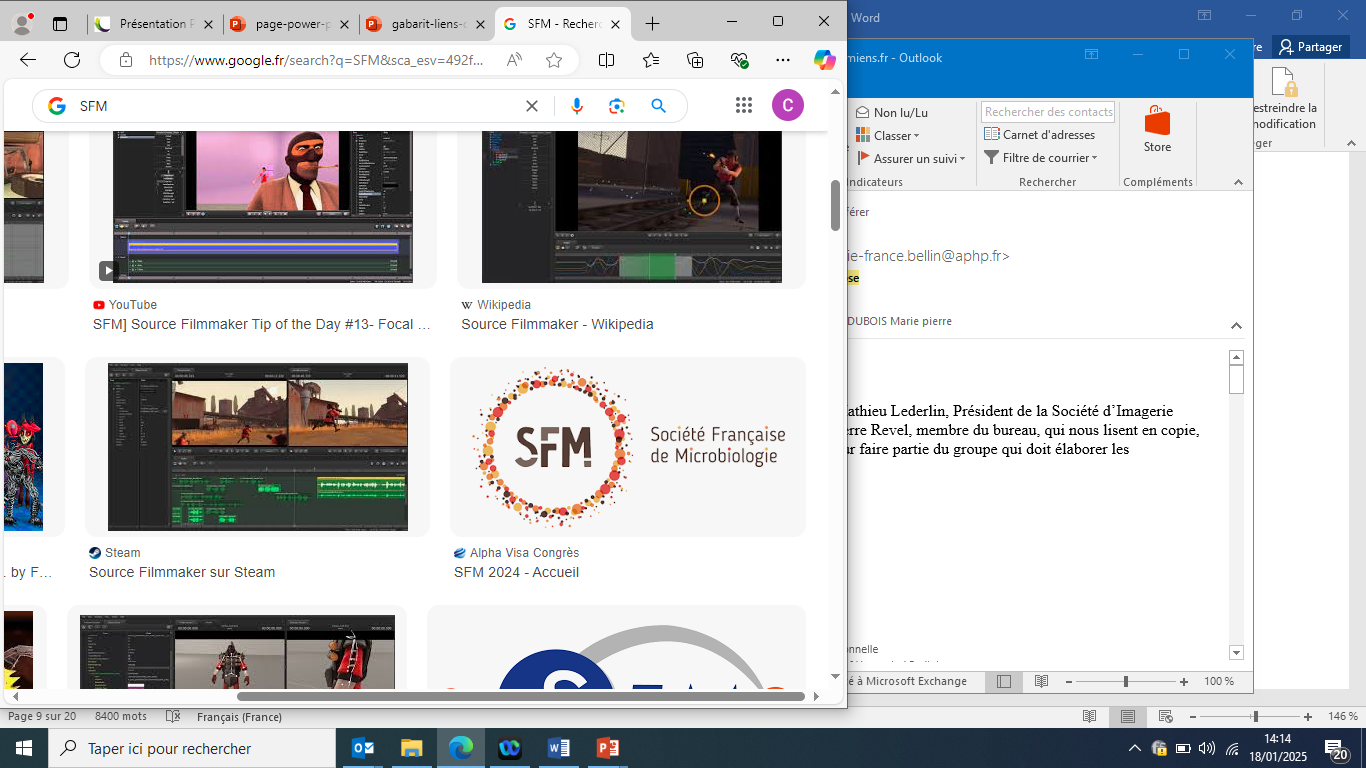 Présentation P
page-power-p
gabarit-liens-c
SFM - Recherc
Word
https://www.google.fr/search?q=SFM&sca_esv=492f...
Partager
miens.fr - Outlook
SFM
C
Non lu/Lu
Classer
Assurer un suivi
Indicateurs
Rechercher des contacts
Carnet d'adresses
Filtre de courrier
Rechercher
Store
Compléments
estreindre la
modification
ger
férer
ie-france.bellin@aphp.fr>
se
DUBOIS Marie pierre
YouTube
SFM] Source Filmmaker Tip of the Day #13- Focal ...
Wikipedia
Source Filmmaker - Wikipedia
athieu Lederlin, Président de la Société d'Imagerie
erre Revel, membre du bureau, qui nous lisent en copie,
ur faire partie du groupe qui doit élaborer les
SFM
Société Française
de Microbiologie
. by F...
Steam
Source Filmmaker sur Steam
Alpha Visa Congrès
SFM 2024 - Accueil
onnelle
é à Microsoft Exchange
100 %
Page 9 sur 20
8400 mots
Français (France)
146 %
Taper ici pour rechercher
14:14
18/01/2025
20